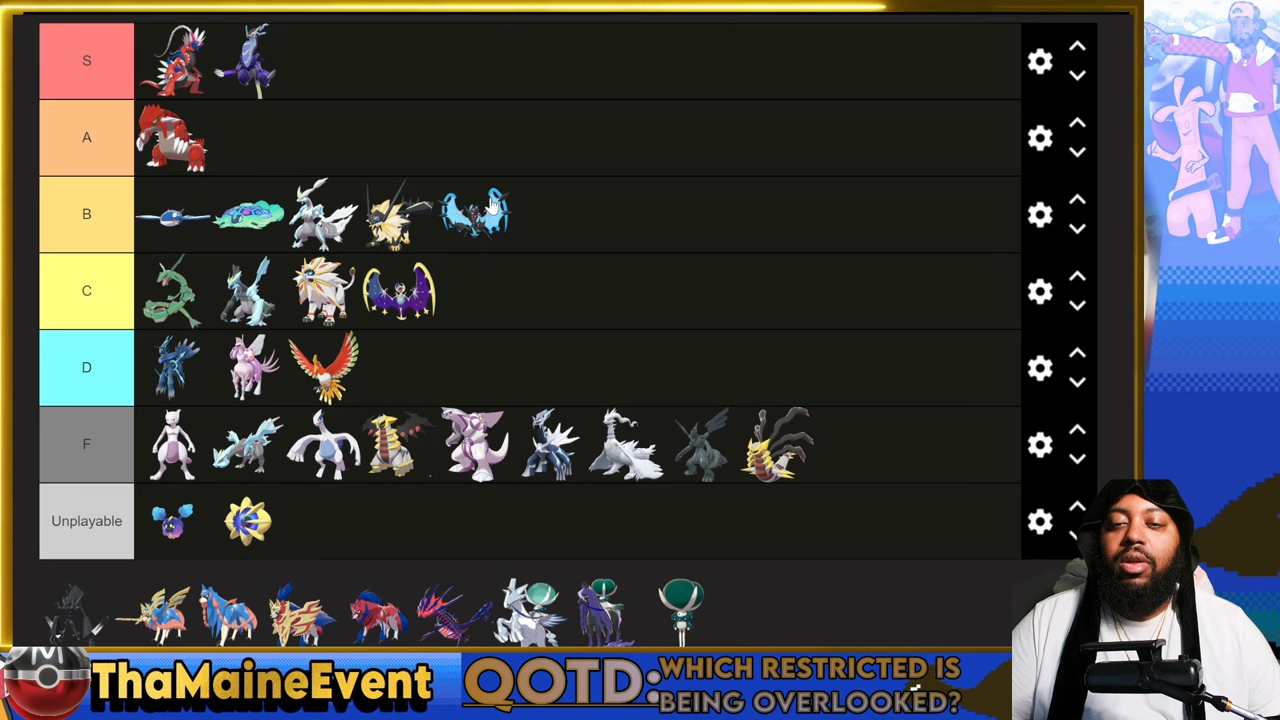 S
A
B
C
D
F
Unplayable
ThaMaineEvent
QOTD:
WHICH RESTRICTED IS
BEING OVERLOOKED?
M